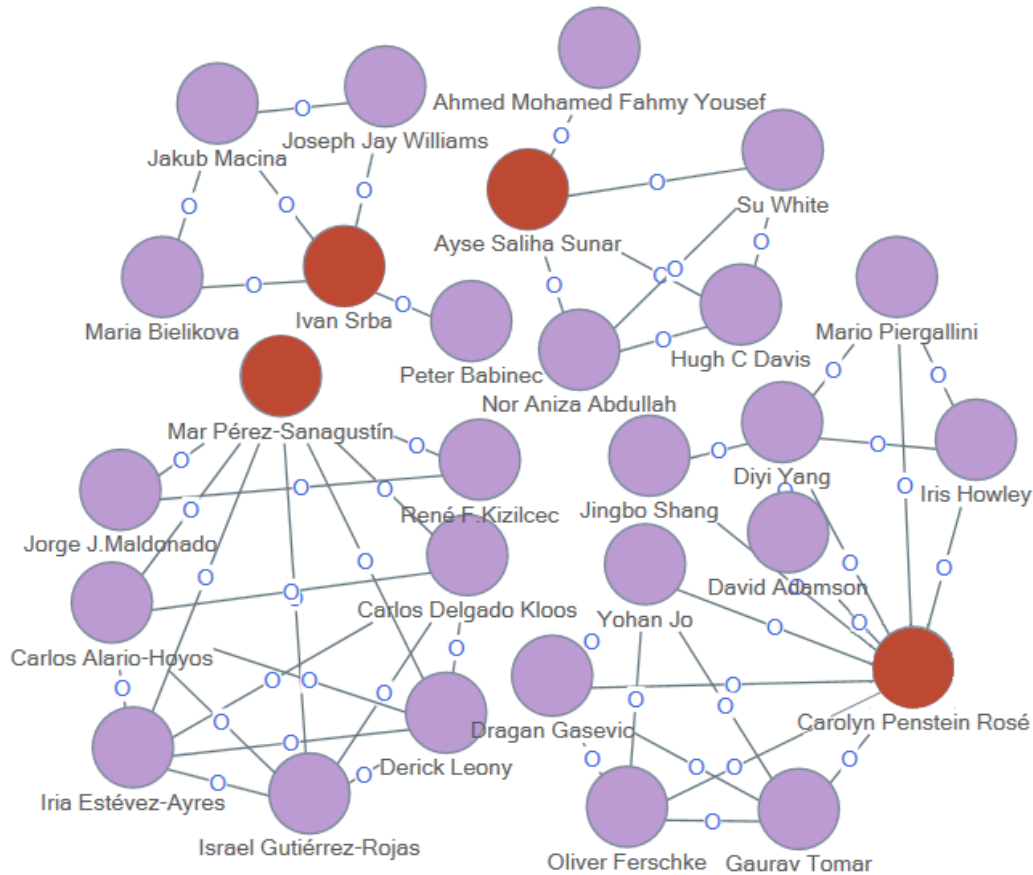 Ahmed Mohamed Fahmy Yousef
Joseph Jay Williams
Jakub Macina
Su White
Ayse Saliha Sunar
Ivan Srba
Maria Bielikova
Mario Piergallini
Hugh C Davis
Peter Babinec
Nor Aniza Abdullah
Mar Pérez-Sanagustín
Diyi Yang
Iris Howley
Jingbo Shang
René F.Kizilcec
Jorge J.Maldonado
David Adamson
Carlos Delgado Kloos
Yohan Jo
Carlos Alario-Hoyos
Carolyn Penstein Rosé
Dragan Gasevic
Derick Leony
Iria Estévez-Ayres
Israel Gutiérrez-Rojas
Oliver Ferschke
Gaurav Tomar